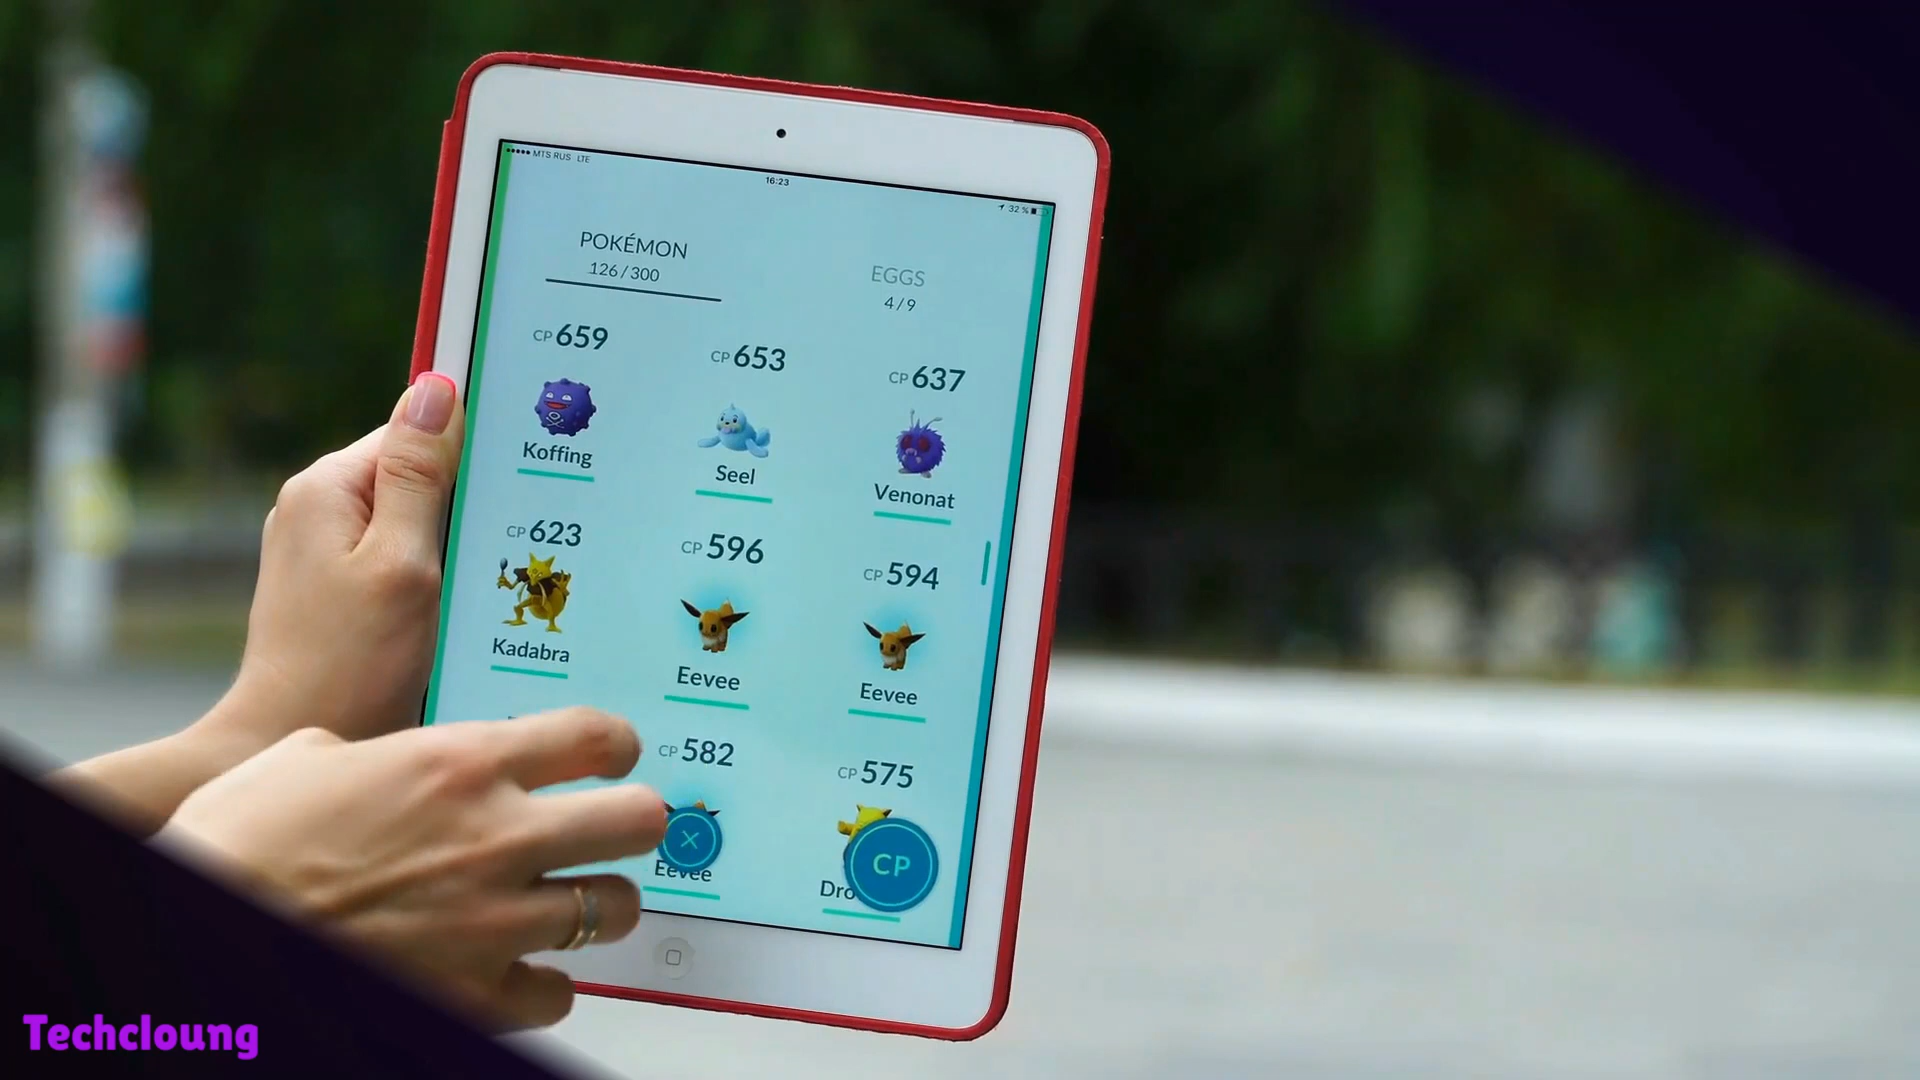 MTS RUS LTE
16:23
32 %
POKÉMON
126/300
EGGS
4/9
CP 659
CP 653
CP 637
Koffing
Seel
Venonat
CP 623
CP 596
CP 594
Kadabra
Eevee
Eevee
CP 582
CP 575
Eevee
Dro
CP
Techcloung